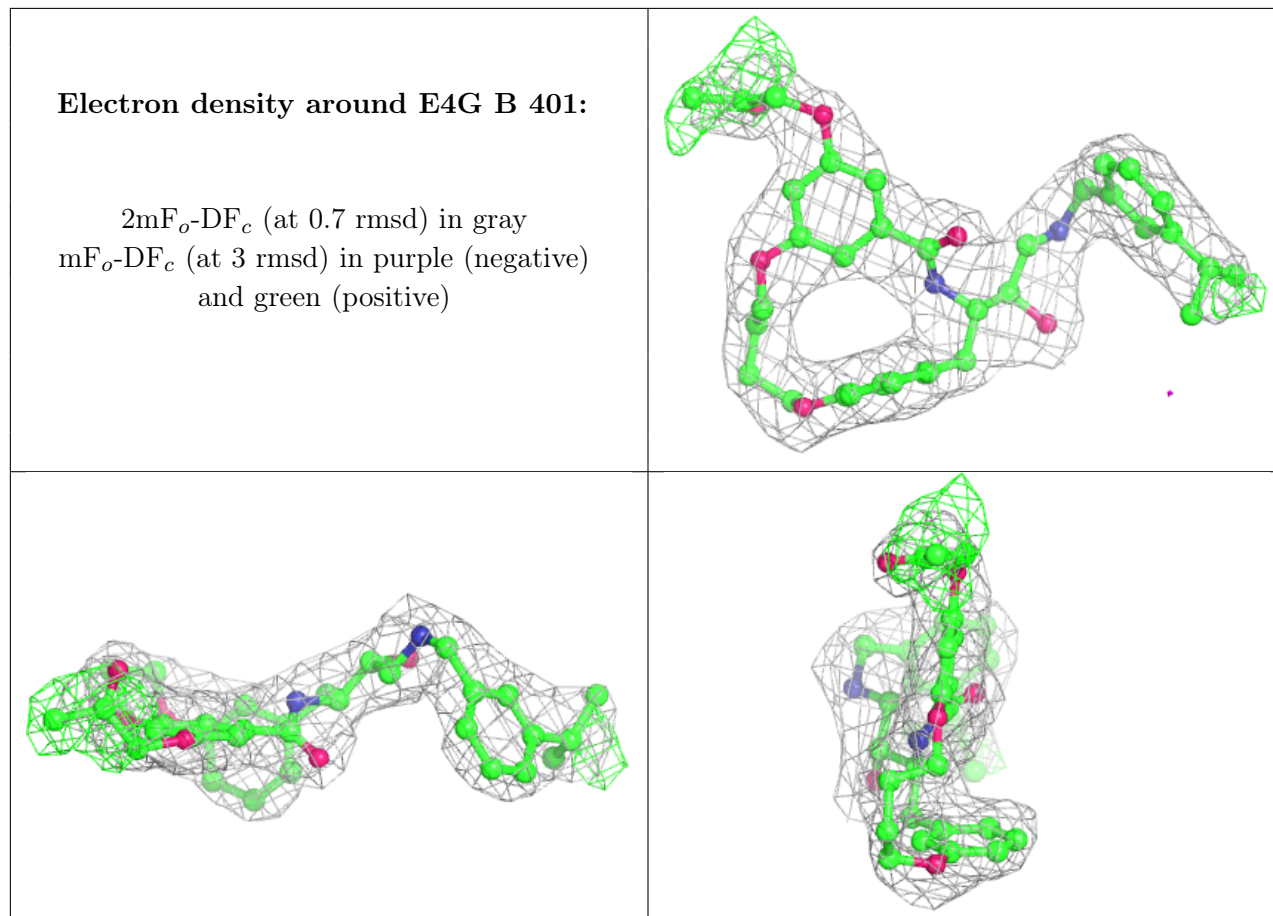 Electron density around E4G B 401:
2mFo-DFc (at 0.7 rmsd) in gray
mFo-DFc (at 3 rmsd) in purple (negative)
and green (positive)